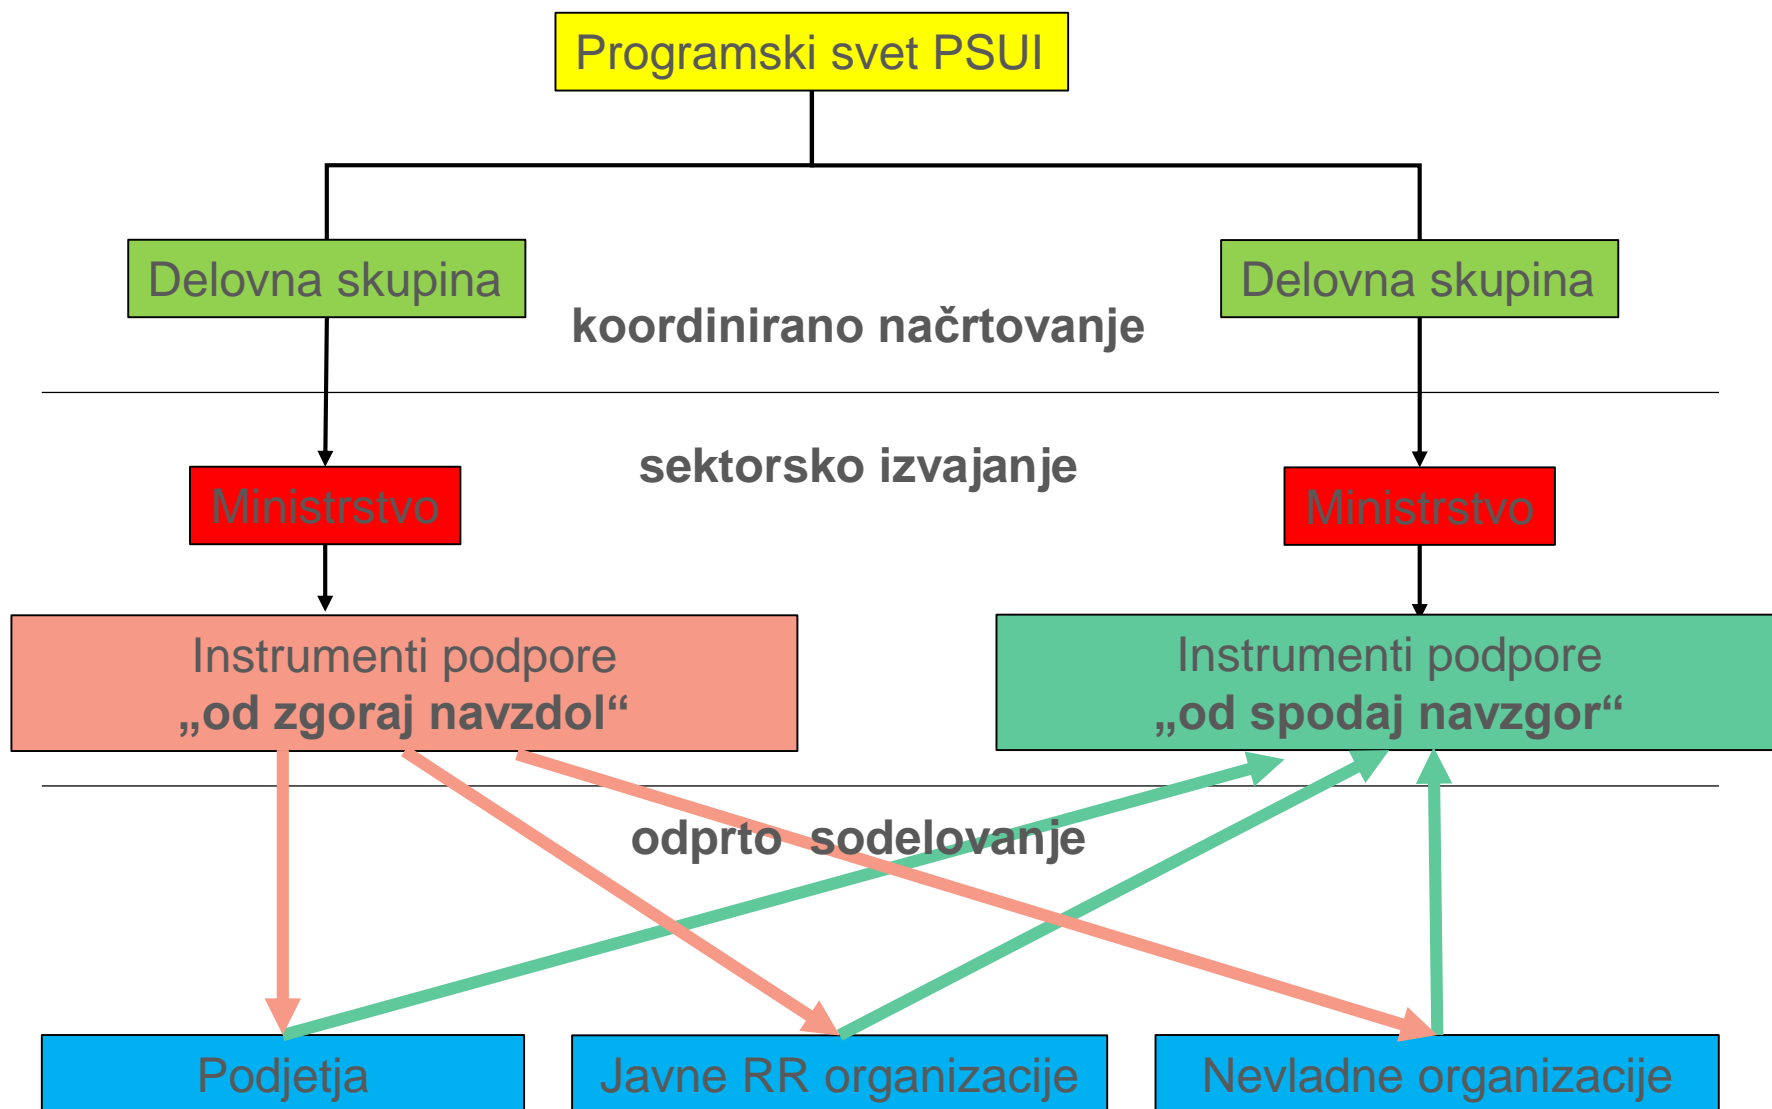 Programski svet PSUI
Delovna skupina
Delovna skupina
koordinirano načrtovanje
sektorsko izvajanje
Ministrstvo
Ministrstvo
Instrumenti podpore
„od zgoraj navzdol“
Instrumenti podpore
„od spodaj navzgor“
odprto sodelovanje
Podjetja
Javne RR organizacije
Nevladne organizacije